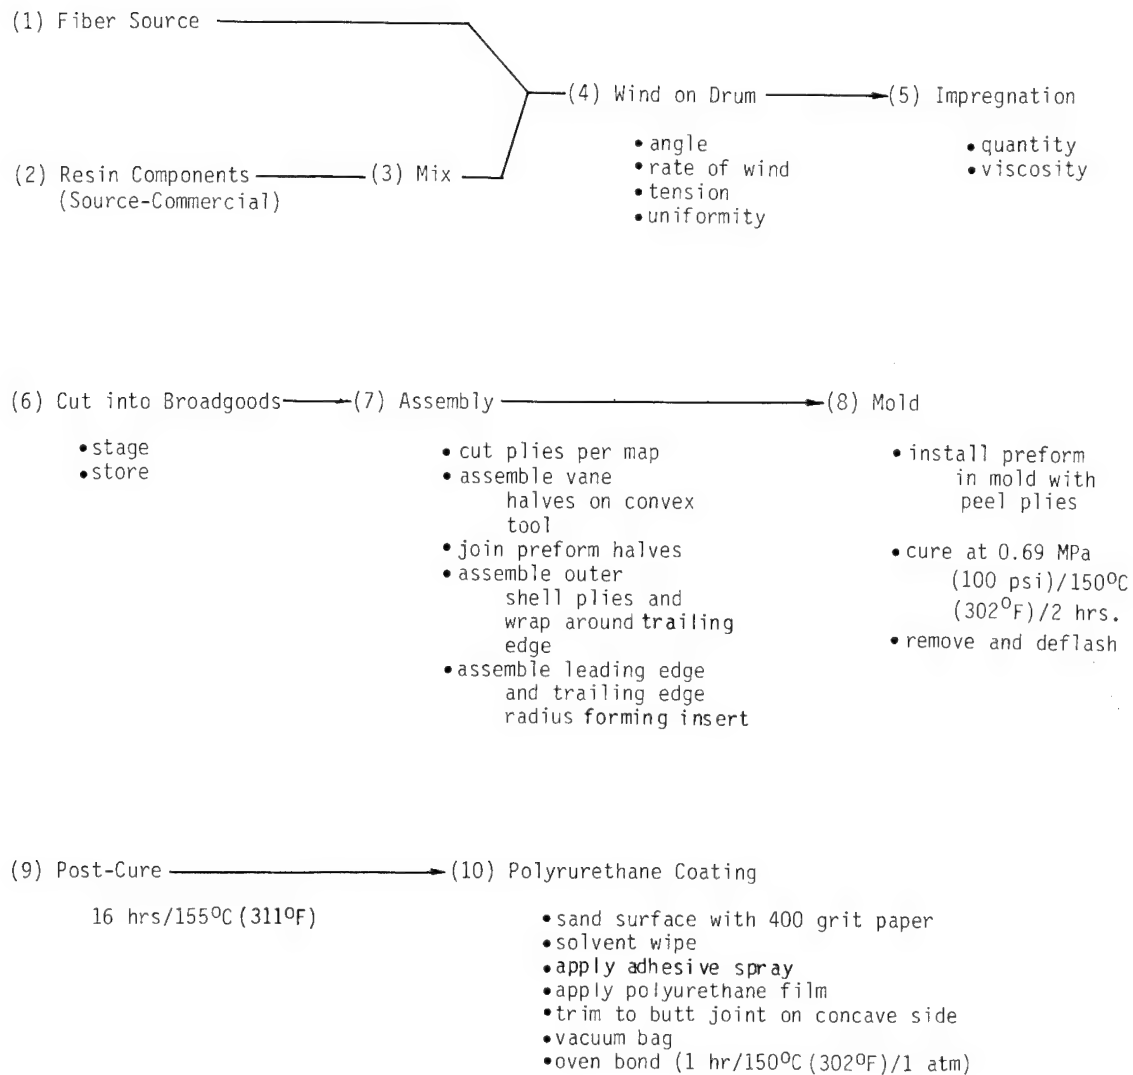 (1) Fiber Source
(4) Wind on Drum
(5) Impregnation
• angle
• rate of wind
• tension
• uniformity
• quantity
• viscosity
(2) Resin Components
(Source-Commercial)
(3) Mix
(6) Cut into Broadgoods
• stage
• store
(7) Assembly
• cut plies per map
• assemble vane
halves on convex
tool
• join preform halves
• assemble outer
shell plies and
wrap around trailing
edge
• assemble leading edge
and trailing edge
radius forming insert
(8) Mold
• install preform
in mold with
peel plies
• cure at 0.69 MPa
(100 psi)/150°C
(302°F)/2 hrs.
• remove and deflash
(9) Post-Cure
16 hrs/155°C (311°F)
(10) Polyrurethane Coating
• sand surface with 400 grit paper
• solvent wipe
• apply adhesive spray
• apply polyurethane film
• trim to butt joint on concave side
• vacuum bag
• oven bond (1 hr/150°C (302°F)/1 atm)